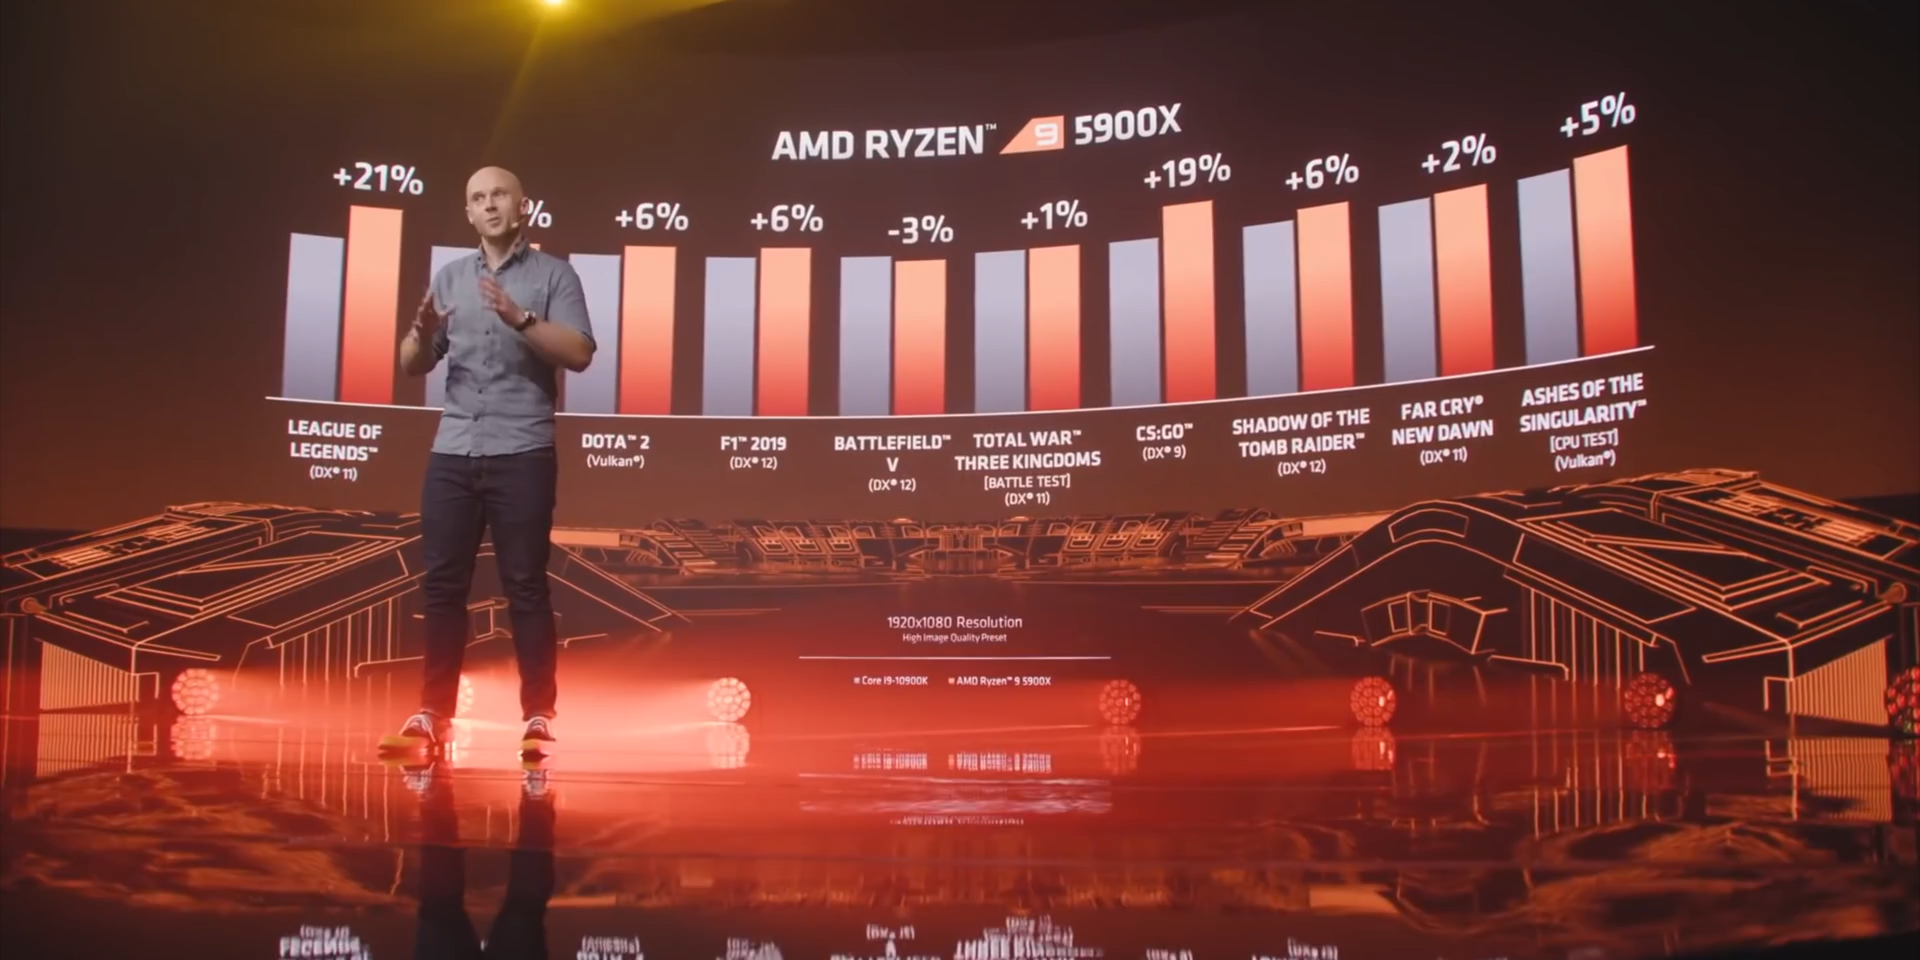 AMD RYZEN™ 9 5900X
+21%
%
+6%
+6%
-3%
+1%
+19%
+6%
+2%
+5%
LEAGUE OF
LEGENDS™
(DX® 11)
DOTA™ 2
(Vulkan®)
F1™ 2019
(DX® 12)
BATTLEFIELD™
V
(DX® 12)
TOTAL WAR™
THREE KINGDOMS
[BATTLE TEST]
(DX® 11)
CS:GO™
(DX® 9)
SHADOW OF THE
TOMB RAIDER™
(DX® 12)
FAR CRY®
NEW DAWN
(DX® 11)
ASHES OF THE
SINGULARITY™
[CPU TEST]
(Vulkan®)
1920x1080 Resolution
High Image Quality Preset
Core i9-10900K AMD Ryzen™ 9 5900X